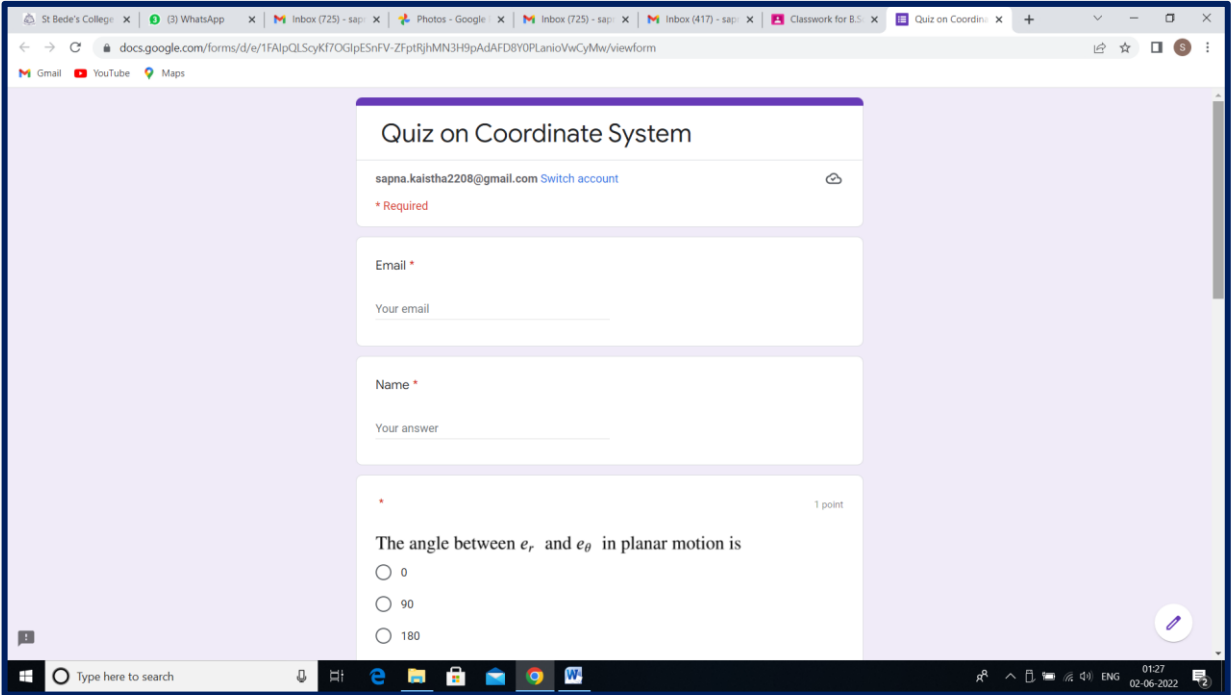 St Bede's College
(3) WhatsApp
Inbox (725) - sap
Photos - Google
Inbox (725) - sap
Inbox (417) - sap
Classwork for B.S
Quiz on Coordina
docs.google.com/forms/d/e/1FAIpQLScyKf7OGIpESnFV-ZFptRjhMN3H9pAdAFD8Y0PLanioVwCyMw/viewform
S
Gmail
YouTube
Maps
Quiz on Coordinate System
sapna.kaistha2208@gmail.com Switch account
* Required
Email *
Your email
Name *
Your answer
*
1 point
The angle between e_r and e_θ in planar motion is
0
90
180
Type here to search
ENG
01:27
02-06-2022
2